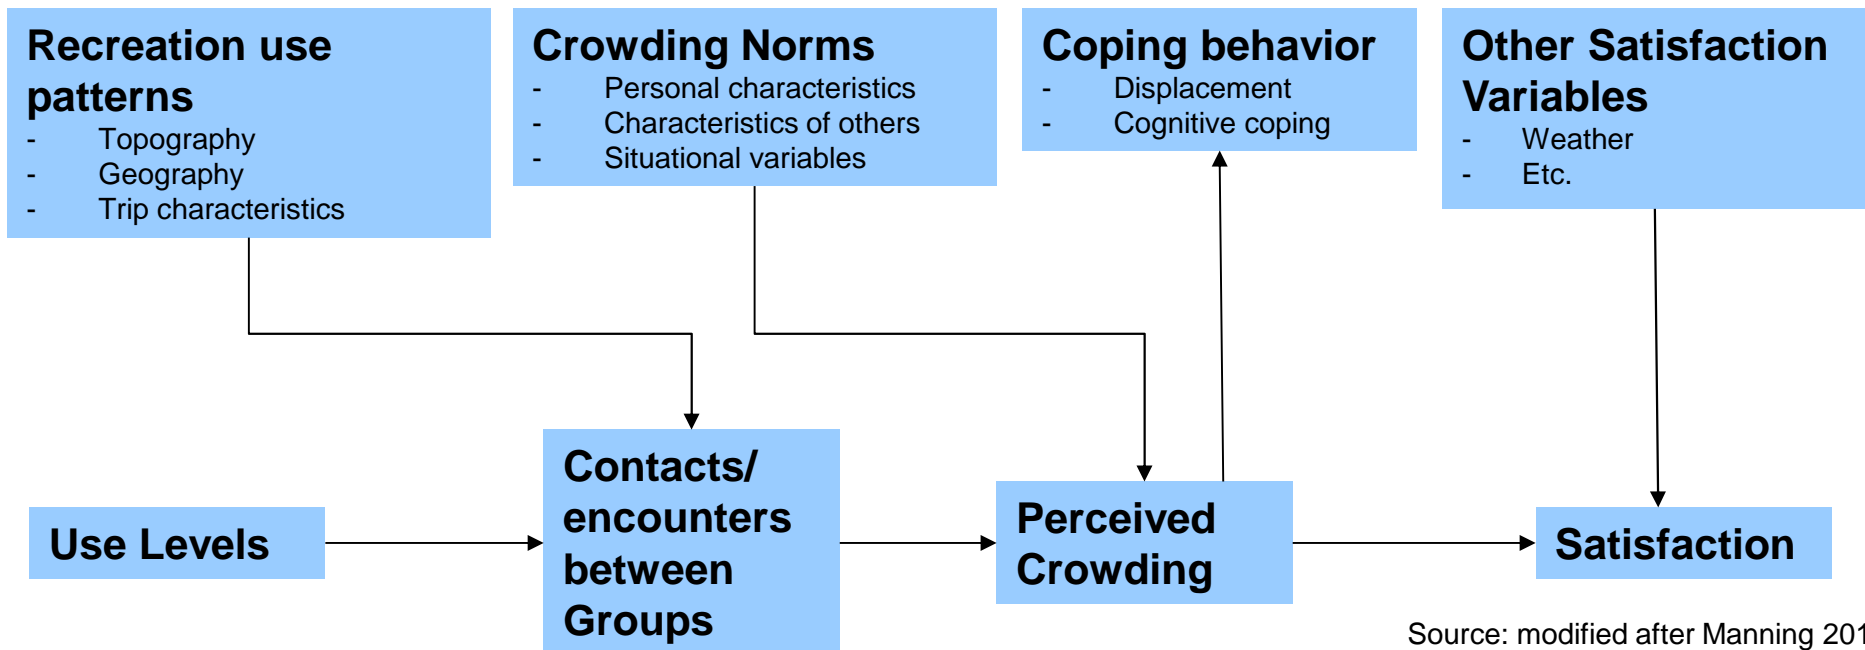 Recreation use
patterns
- Topography
- Geography
- Trip characteristics
Crowding Norms
- Personal characteristics
- Characteristics of others
- Situational variables
Coping behavior
- Displacement
- Cognitive coping
Other Satisfaction
Variables
- Weather
- Etc.
Use Levels
Contacts/
encounters
between
Groups
Perceived
Crowding
Satisfaction
Source: modified after Manning 201